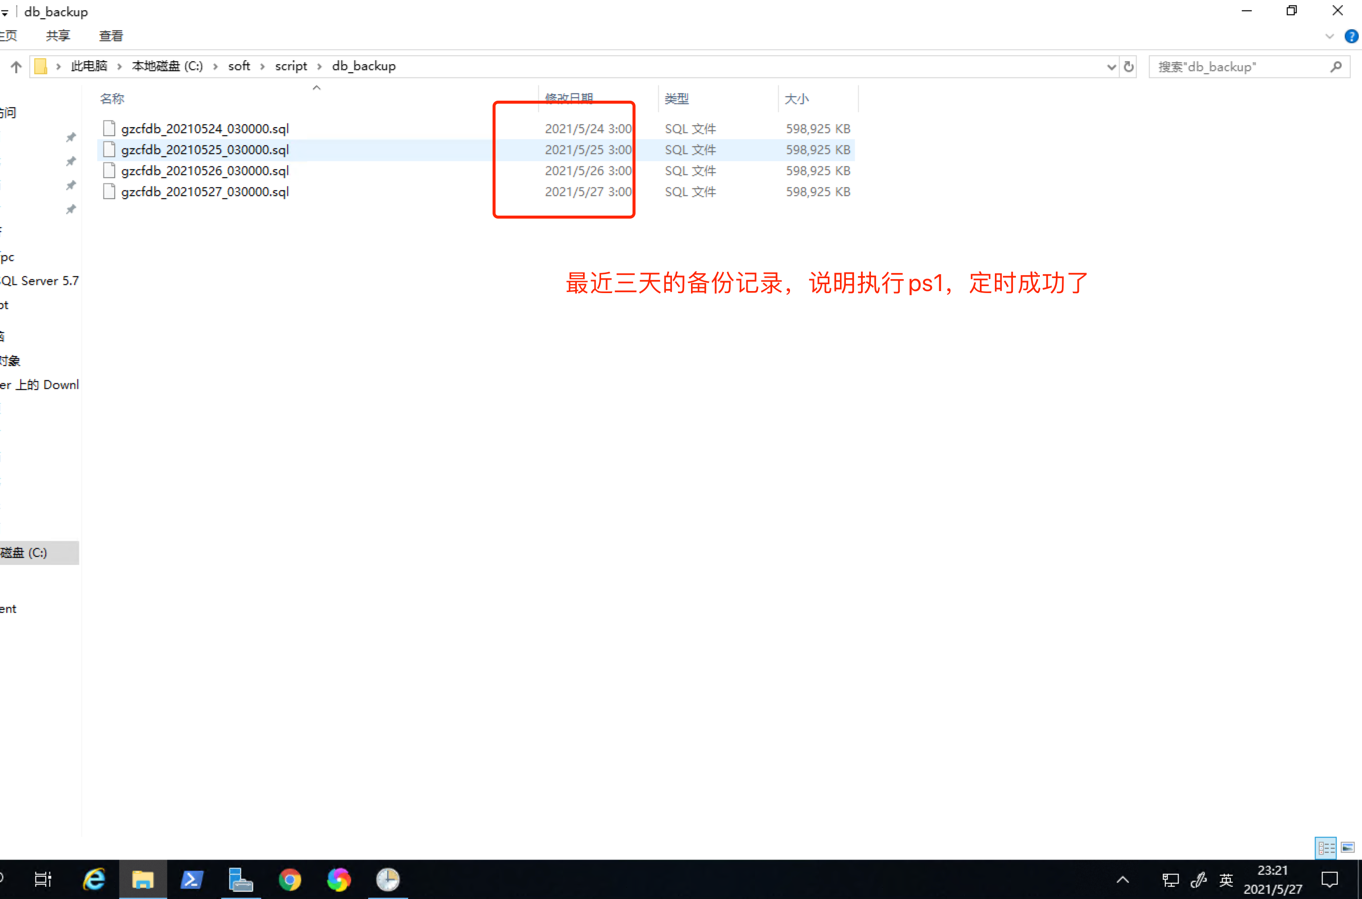 db_backup
主页 共享 查看
此电脑 本地磁盘 (C:) soft script db_backup
搜索"db_backup"
名称 修改日期 类型 大小
gzcfdb_20210524_030000.sql 2021/5/24 3:00 SQL 文件 598,925 KB
gzcfdb_20210525_030000.sql 2021/5/25 3:00 SQL 文件 598,925 KB
gzcfdb_20210526_030000.sql 2021/5/26 3:00 SQL 文件 598,925 KB
gzcfdb_20210527_030000.sql 2021/5/27 3:00 SQL 文件 598,925 KB
最近三天的备份记录，说明执行ps1，定时成功了
访问
pc
QL Server 5.7
pt
对象
er 上的 Downl
磁盘 (C:)
ent
英
23:21
2021/5/27